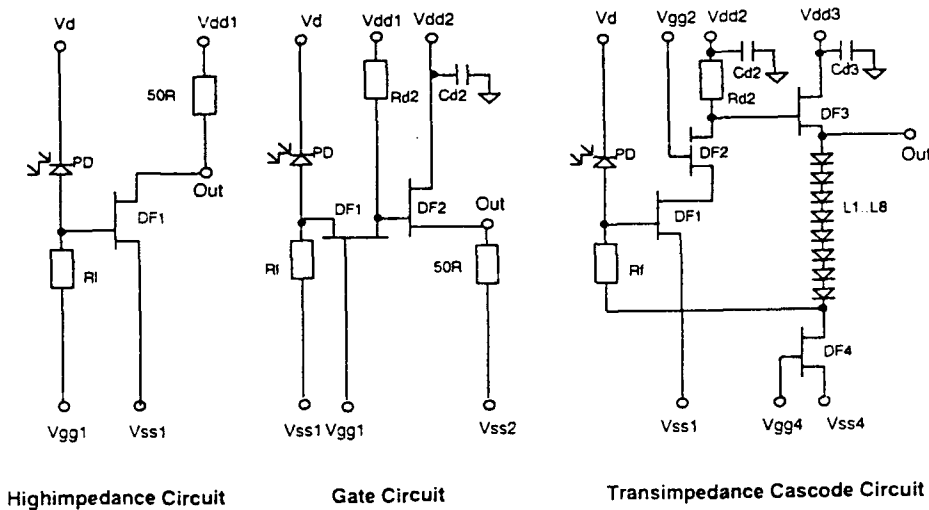 Vd
Vdd1
50R
PD
Out
DF1
Rl
Vgg1
Vss1
Highimpedance Circuit
Vd
Vdd1
Vdd2
Rd2
Cd2
PD
DF1
DF2
Out
Rl
50R
Vss1
Vgg1
Vss2
Gate Circuit
Vd
Vgg2
Vdd2
Vdd3
Cd2
Cd3
Rd2
DF3
PD
DF2
Out
DF1
L1..L8
Rf
DF4
Vss1
Vgg4
Vss4
Transimpedance Cascode Circuit